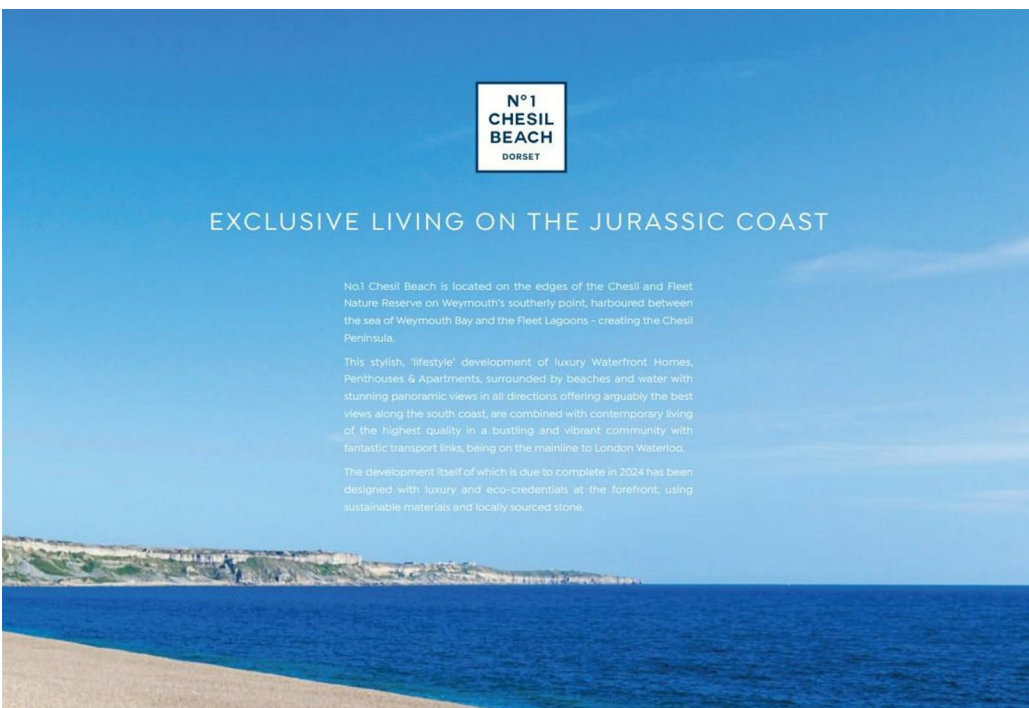 N° 1
CHESIL
BEACH
DORSET
EXCLUSIVE LIVING ON THE JURASSIC COAST
No.1 Chesil Beach is located on the edges of the Chesil and Fleet
Nature Reserve on Weymouth's southerly point, harboured between
the sea of Weymouth Bay and the Fleet Lagoons – creating the Chesil
Peninsula.
This stylish, 'lifestyle' development of luxury Waterfront Homes,
Penthouses & Apartments, surrounded by beaches and water with
stunning panoramic views in all directions offering arguably the best
views along the south coast, are combined with contemporary living
of the highest quality in a bustling and vibrant community with
fantastic transport links, being on the mainline to London Waterloo.
The development itself of which is due to complete in 2024 has been
designed with luxury and eco-credentials at the forefront, using
sustainable materials and locally sourced stone.